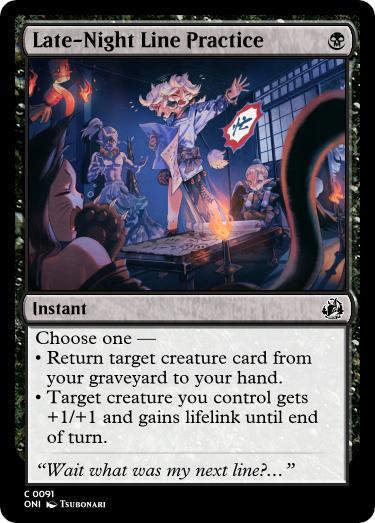 Late-Night Line Practice
Instant
Choose one —
• Return target creature card from
your graveyard to your hand.
• Target creature you control gets
+1/+1 and gains lifelink until
end of turn.
“Wait what was my next line?...”
C 0091
ONI Tsubonari